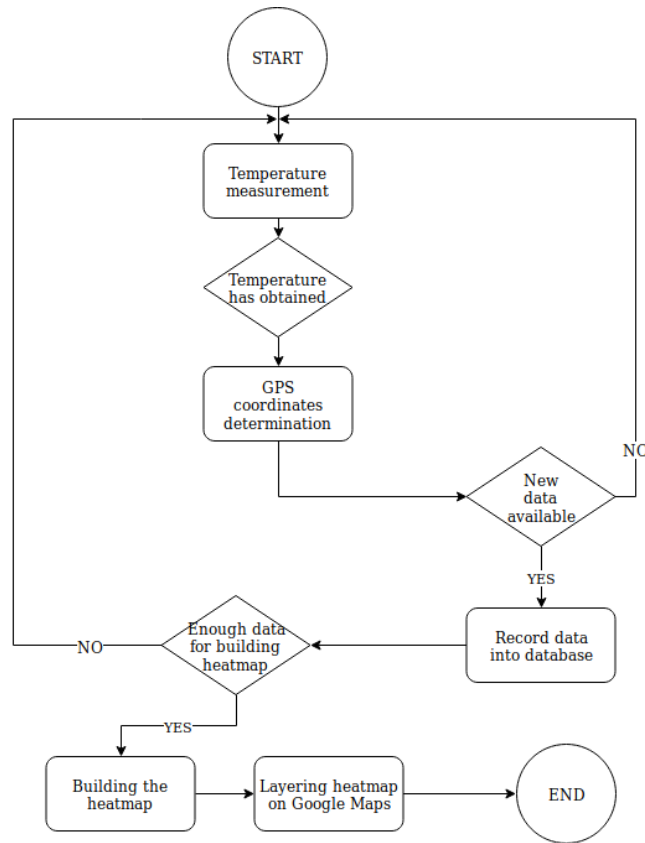 START
Temperature
measurement
Temperature
has obtained
GPS
coordinates
determination
NO
New
data
available
YES
Enough data
for building
heatmap
NO
Record data
into database
YES
Building the
heatmap
Layering heatmap
on Google Maps
END